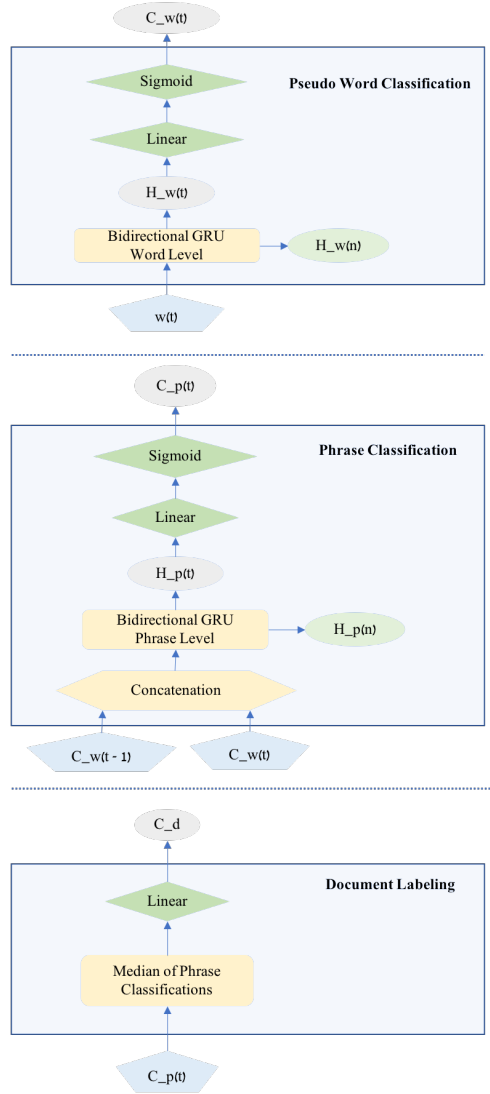 C_w(t)
Sigmoid
Pseudo Word Classification
Linear
H_w(t)
Bidirectional GRU
Word Level
H_w(n)
w(t)
C_p(t)
Phrase Classification
Sigmoid
Linear
H_p(t)
Bidirectional GRU
Phrase Level
H_p(n)
Concatenation
C_w(t - 1)
C_w(t)
C_d
Document Labeling
Linear
Median of Phrase
Classifications
C_p(t)